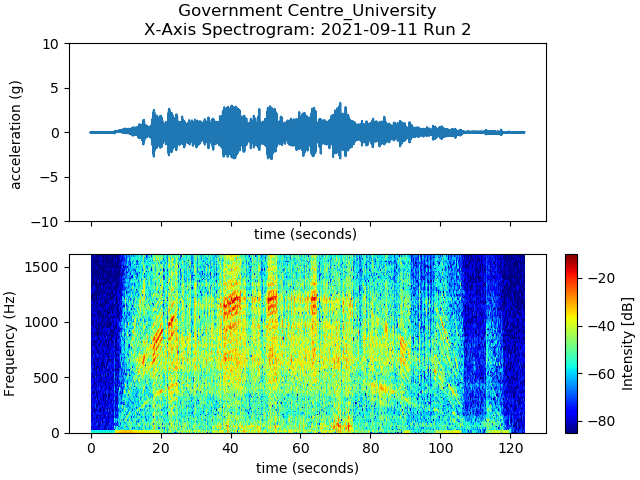 Government Centre_University
X-Axis Spectrogram: 2021-09-11 Run 2
10
5
0
−5
−10
acceleration (g)
time (seconds)
1500
1000
500
0
Frequency (Hz)
0 20 40 60 80 100 120
time (seconds)
−20
−40
−60
−80
Intensity [dB]